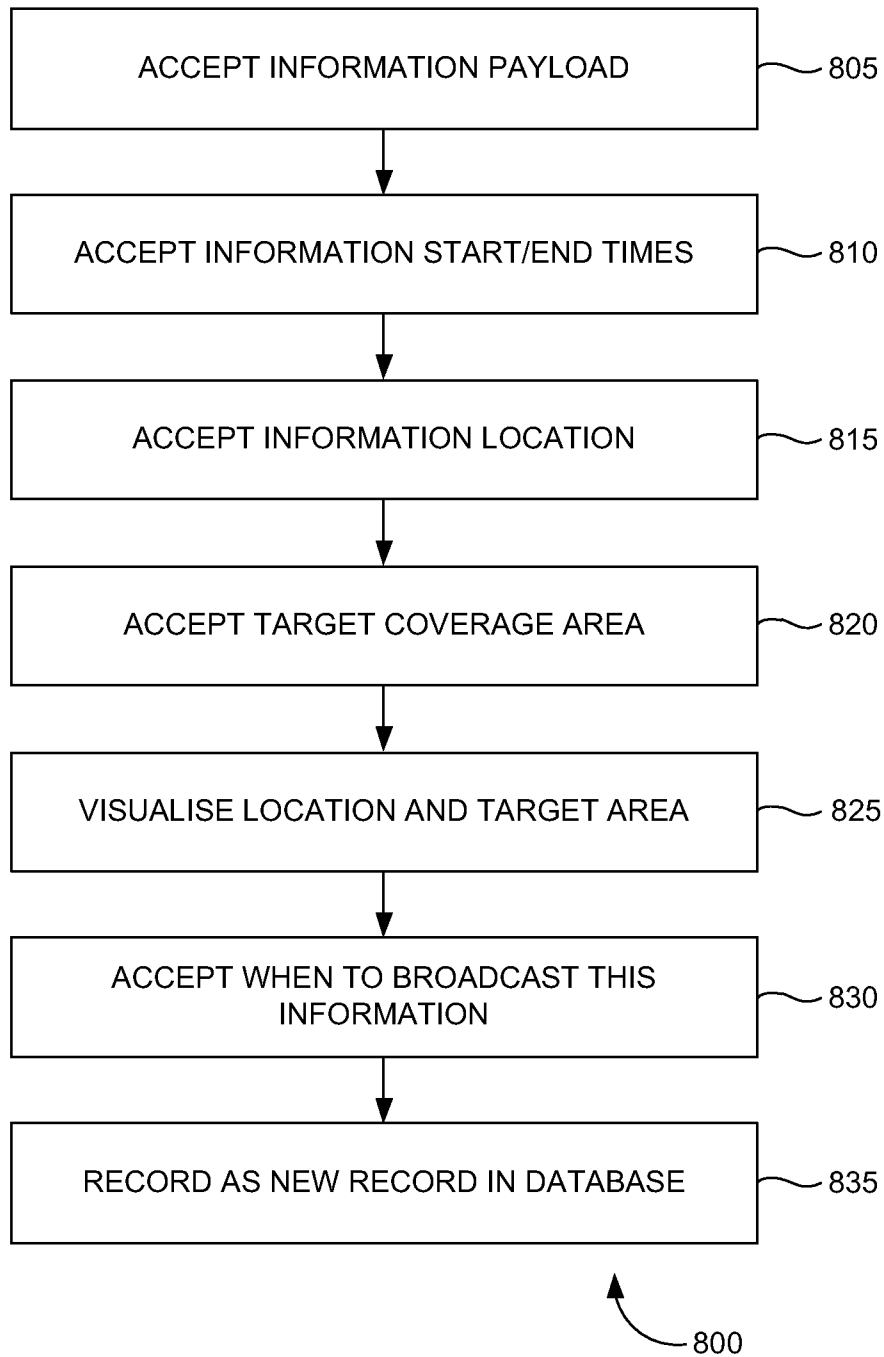 ACCEPT INFORMATION PAYLOAD
805
ACCEPT INFORMATION START/END TIMES
810
ACCEPT INFORMATION LOCATION
815
ACCEPT TARGET COVERAGE AREA
820
VISUALISE LOCATION AND TARGET AREA
825
ACCEPT WHEN TO BROADCAST THIS
INFORMATION
830
RECORD AS NEW RECORD IN DATABASE
835
800